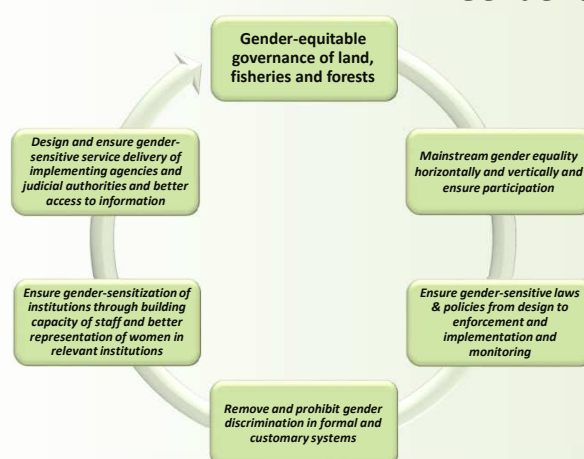 Gender-equitable
governance of land,
fisheries and forests
Mainstream gender equality
horizontally and vertically and
ensure participation
Ensure gender-sensitive laws
& policies from design to
enforcement and
implementation and
monitoring
Remove and prohibit gender
discrimination in formal and
customary systems
Ensure gender-sensitization of
institutions through building
capacity of staff and better
representation of women in
relevant institutions
Design and ensure gender-
sensitive service delivery of
implementing agencies and
judicial authorities and better
access to information